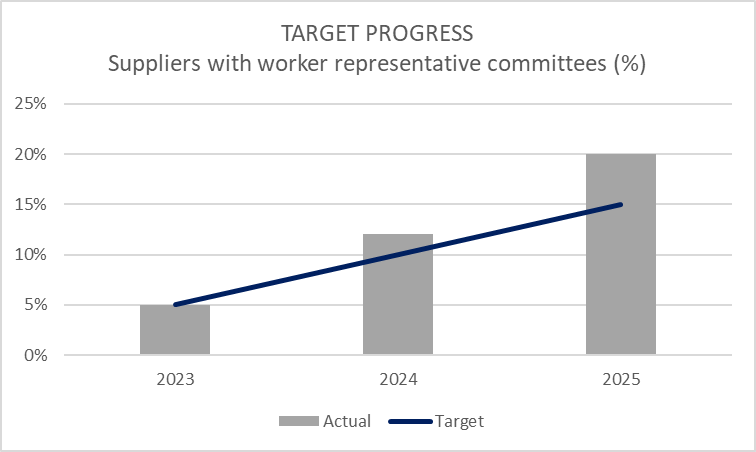 TARGET PROGRESS
Suppliers with worker representative committees (%)
25%
20%
15%
10%
5%
0%
2023 2024 2025
Actual Target